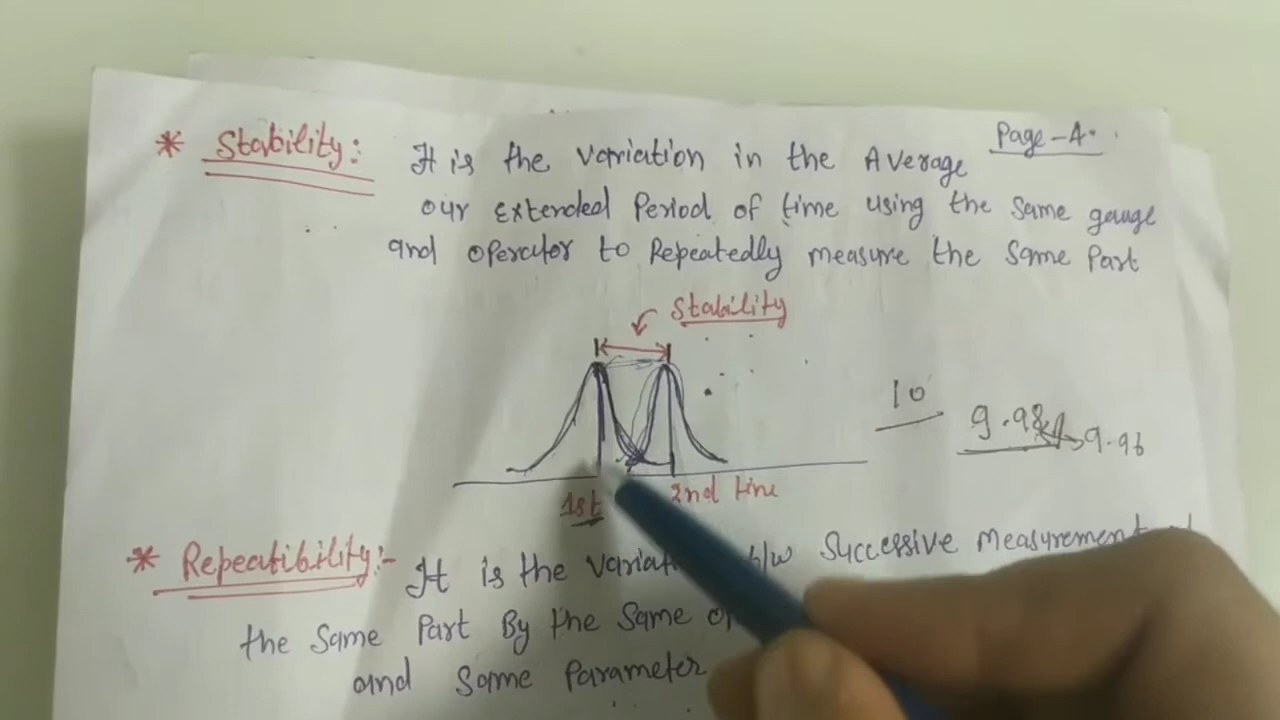 Page-4
* Stability: It is the variation in the Average
our extended Period of time using the same gauge
and operator to Repeatedly measure the same Part
Stability
10
9.98
9.96
1st
2nd time
* Repeatibility:- It is the b/w Successive measurement
the same Part By the same
and same Parameter